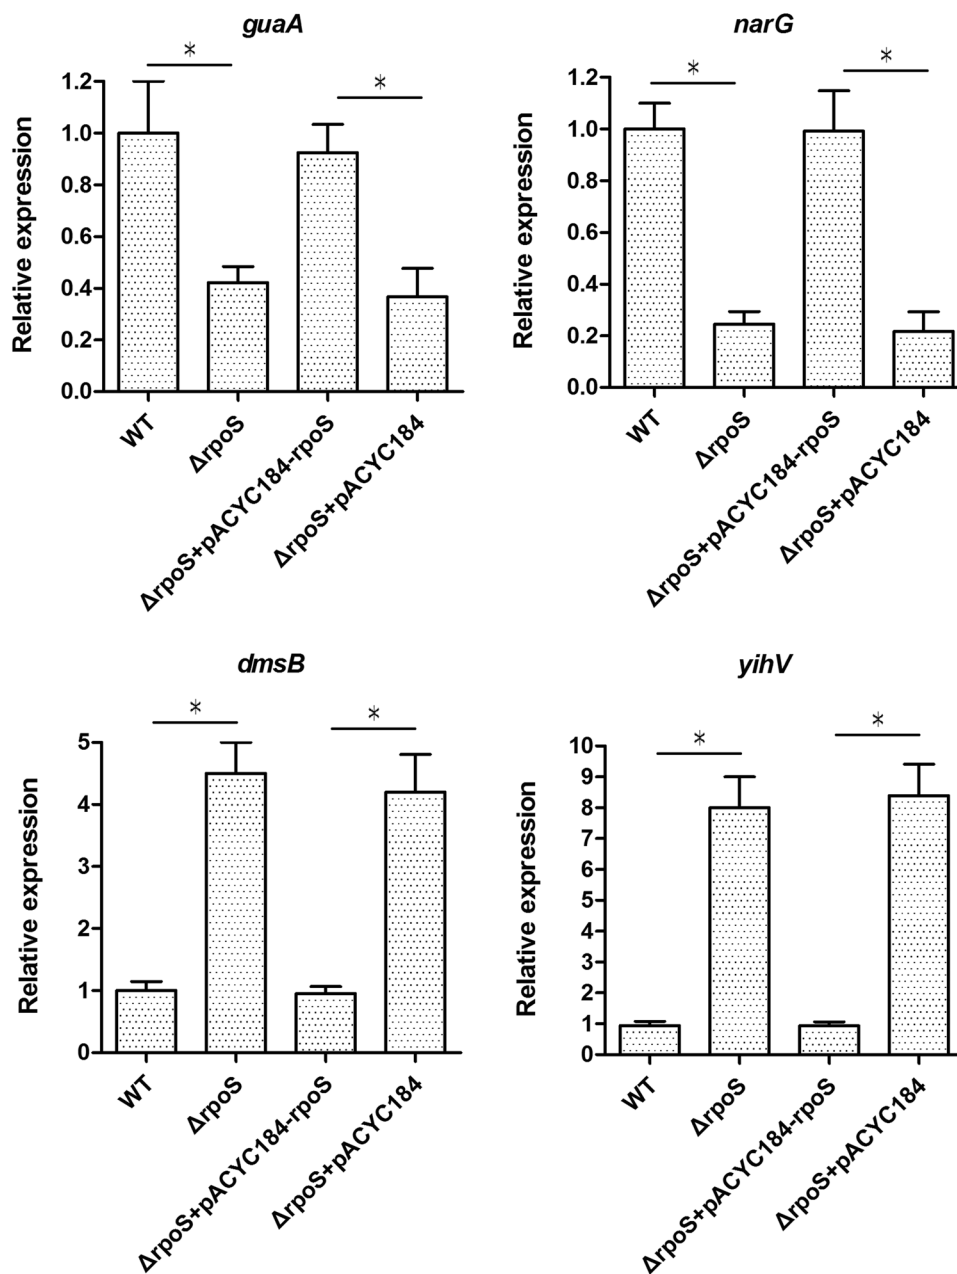 guaA
*
*
Relative expression
1.2
1.0
0.8
0.6
0.4
0.2
0.0
WT
ΔrpoS
ΔrpoS+pACYC184-rpoS
ΔrpoS+pACYC184
narG
*
*
Relative expression
1.2
1.0
0.8
0.6
0.4
0.2
0.0
WT
ΔrpoS
ΔrpoS+pACYC184-rpoS
ΔrpoS+pACYC184
dmsB
*
*
Relative expression
5
4
3
2
1
0
WT
ΔrpoS
ΔrpoS+pACYC184-rpoS
ΔrpoS+pACYC184
yihV
*
*
Relative expression
10
9
8
7
6
5
4
3
2
1
0
WT
ΔrpoS
ΔrpoS+pACYC184-rpoS
ΔrpoS+pACYC184